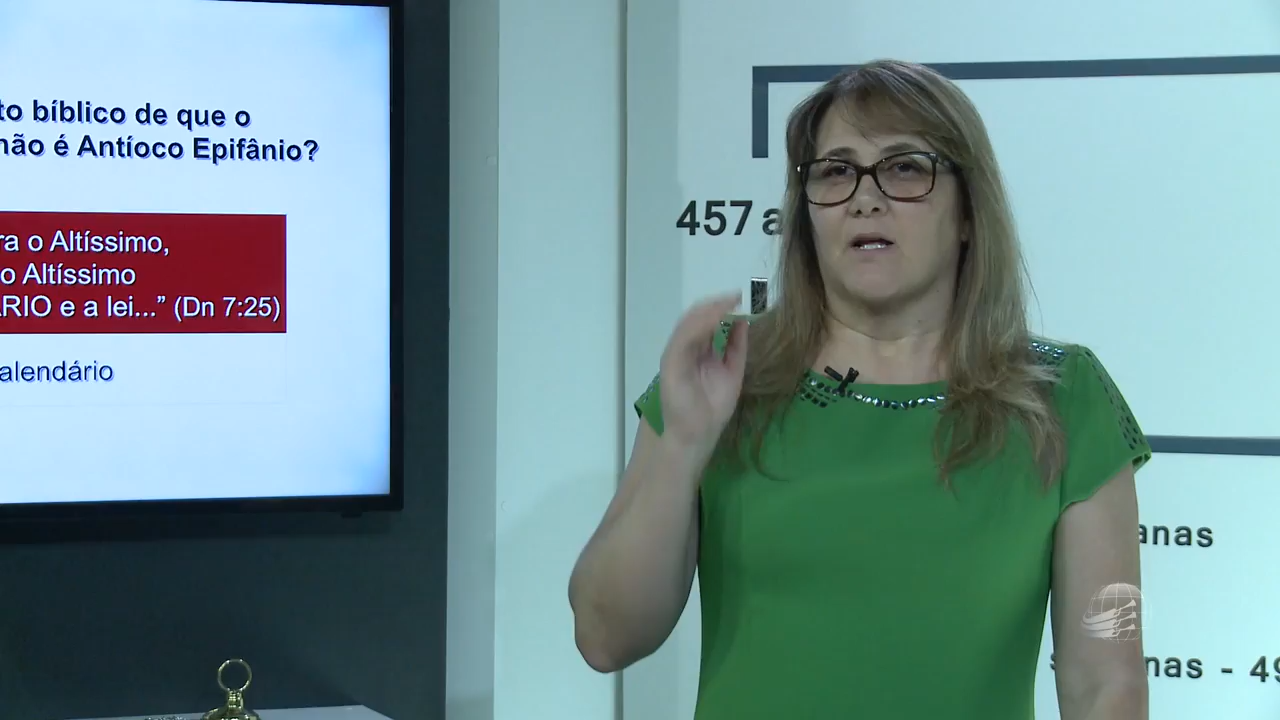 to bíblico de que o
não é Antíoco Epifânio?
ra o Altíssimo,
o Altíssimo
RIO e a lei...” (Dn 7:25)
alendário
457 a
anas
nas - 49